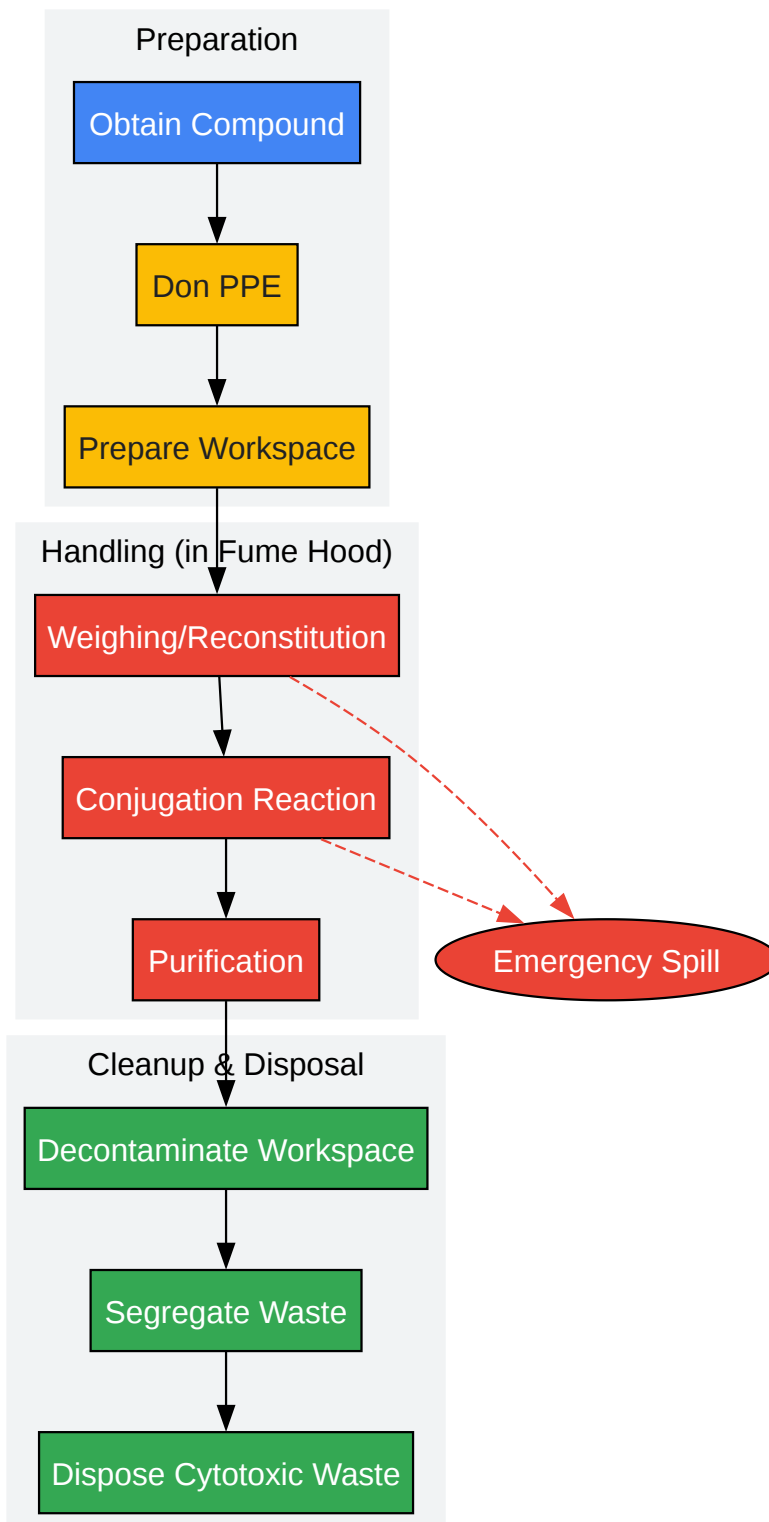 Preparation
Obtain Compound
Don PPE
Prepare Workspace
Handling (in Fume Hood)
Weighing/Reconstitution
Conjugation Reaction
Purification
Emergency Spill
Cleanup & Disposal
Decontaminate Workspace
Segregate Waste
Dispose Cytotoxic Waste